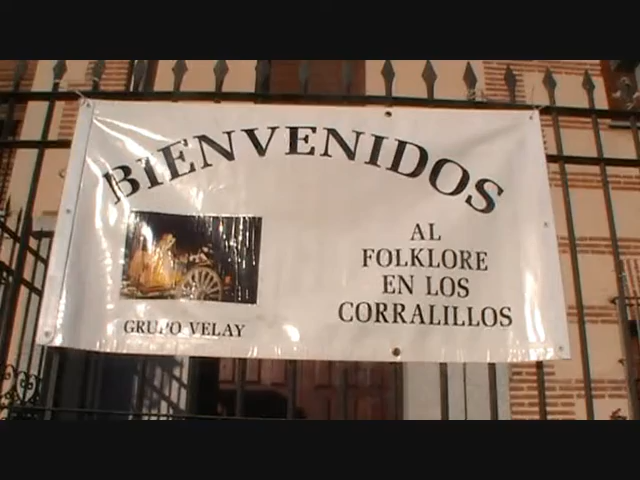 BIENVENIDOS
AL
FOLKLORE
EN LOS
CORRALILLOS
GRUPO VELAY